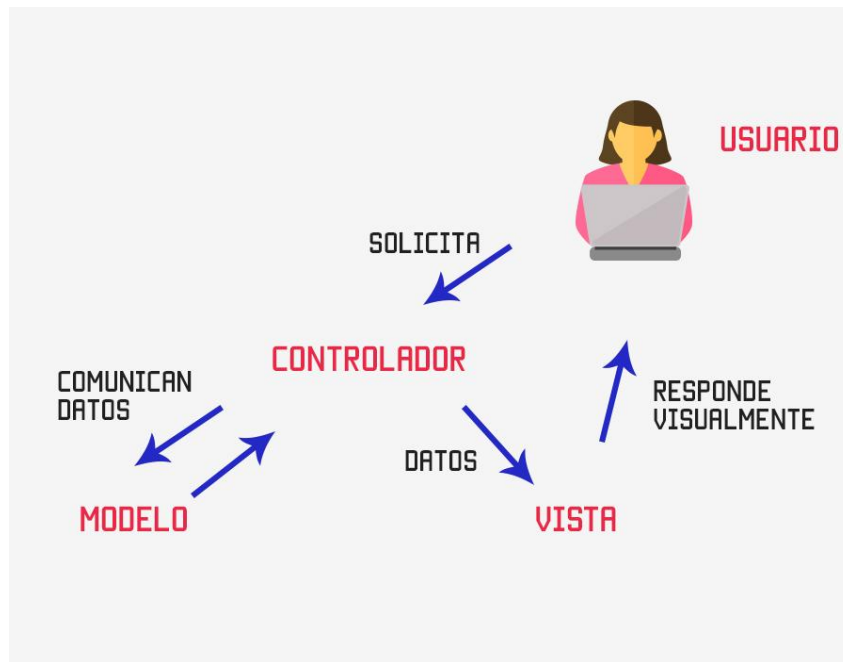 USUARIO
SOLICITA
CONTROLADOR
COMUNICAN
DATOS
RESPONDE
VISUALMENTE
DATOS
MODELO
VISTA